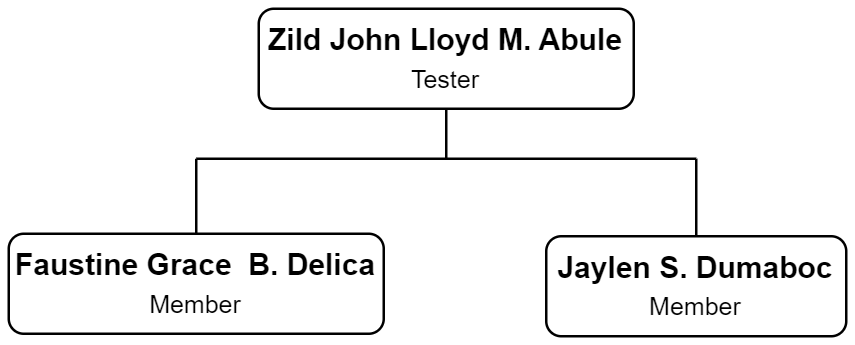 Zild John Lloyd M. Abule
Tester
Faustine Grace  B. Delica
Member
Jaylen S. Dumaboc
Member